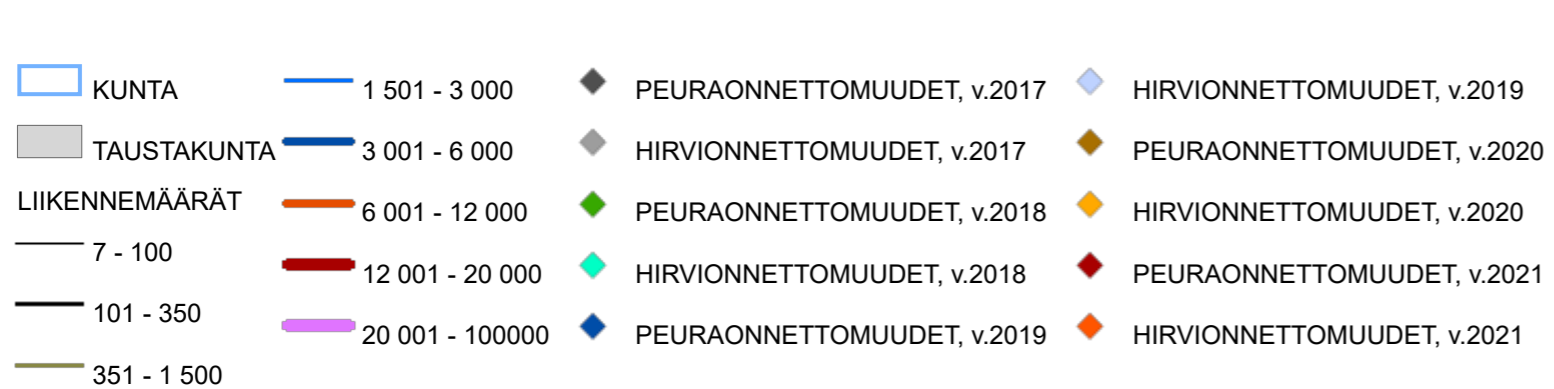 KUNTA
TAUSTAKUNTA
LIIKENNEMÄÄRÄT
7 - 100
101 - 350
351 - 1 500
1 501 - 3 000
3 001 - 6 000
6 001 - 12 000
12 001 - 20 000
20 001 - 100000
PEURAONNETTOMUUDET, v.2017
HIRVIONNETTOMUUDET, v.2017
PEURAONNETTOMUUDET, v.2018
HIRVIONNETTOMUUDET, v.2018
PEURAONNETTOMUUDET, v.2019
HIRVIONNETTOMUUDET, v.2019
PEURAONNETTOMUUDET, v.2020
HIRVIONNETTOMUUDET, v.2020
PEURAONNETTOMUUDET, v.2021
HIRVIONNETTOMUUDET, v.2021